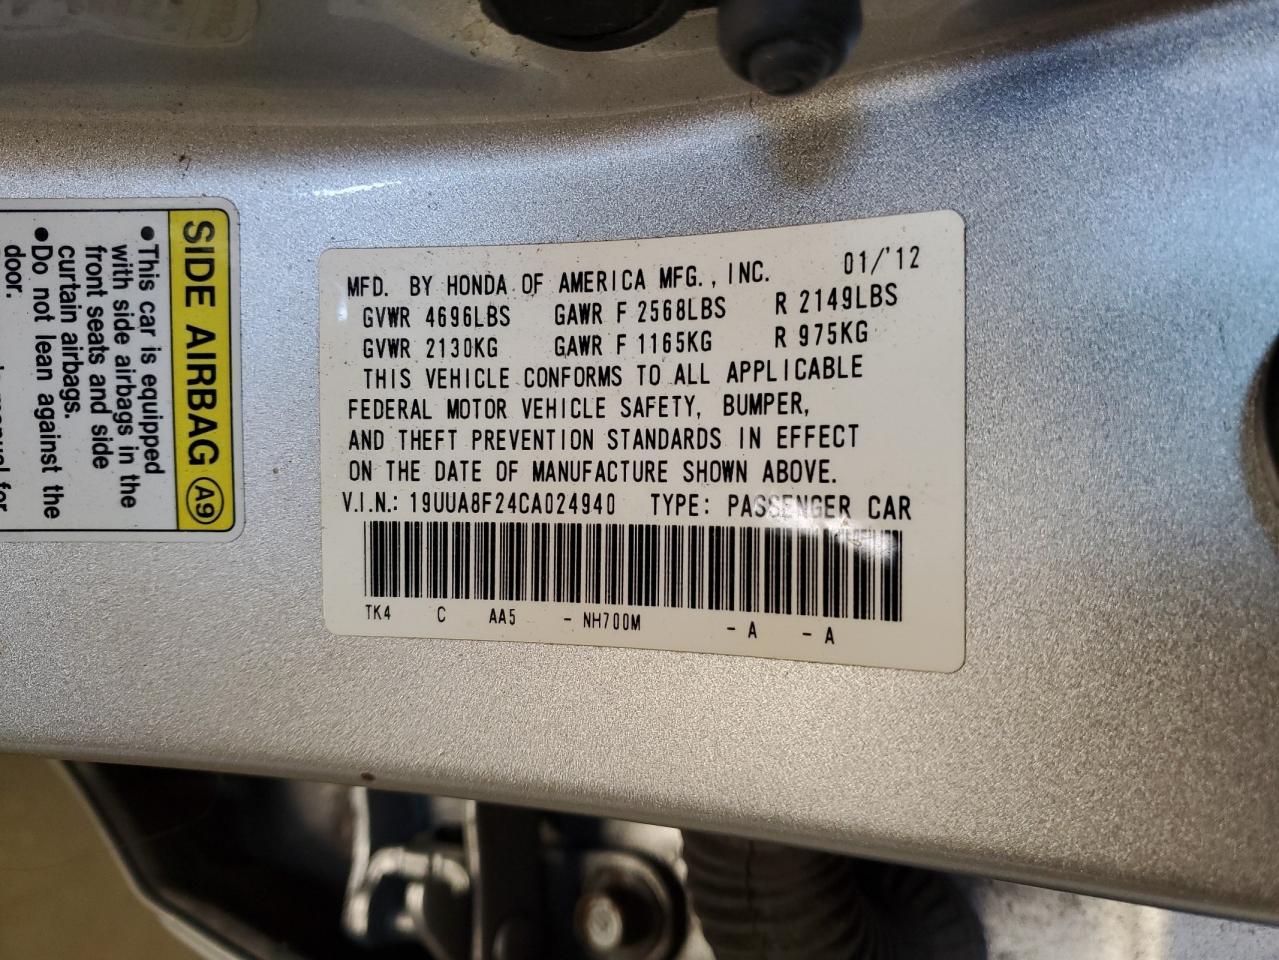 SIDE AIRBAG A9
● This car is equipped
with side airbags in the
front seats and side
curtain airbags.
● Do not lean against the
door.
MFD. BY HONDA OF AMERICA MFG., INC. 01/'12
GVWR 4696LBS GAWR F 2568LBS R 2149LBS
GVWR 2130KG GAWR F 1165KG R 975KG
THIS VEHICLE CONFORMS TO ALL APPLICABLE
FEDERAL MOTOR VEHICLE SAFETY, BUMPER,
AND THEFT PREVENTION STANDARDS IN EFFECT
ON THE DATE OF MANUFACTURE SHOWN ABOVE.
V.I.N.: 19UUA8F24CA024940 TYPE: PASSENGER CAR
TK4 C AA5 - NH700M - A - A